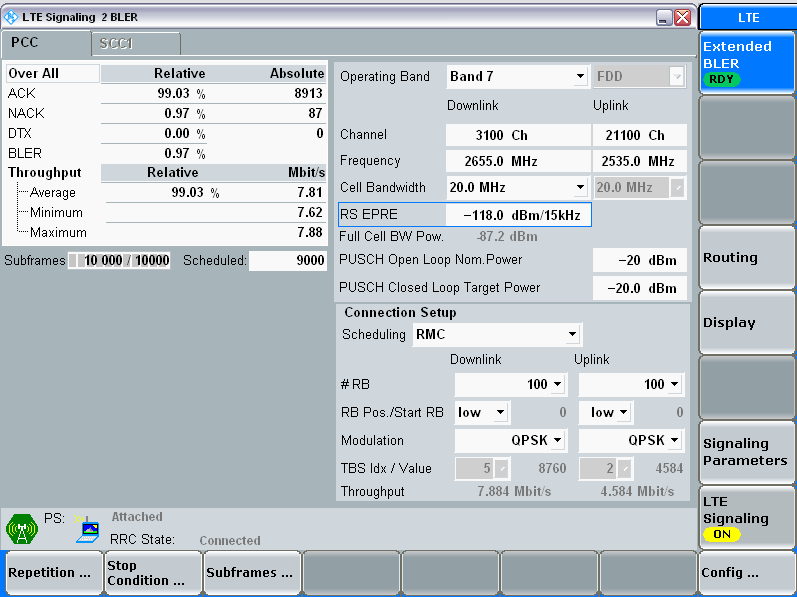 LTE Signaling 2 BLER
PCC SCC1
Over All Relative Absolute
ACK 99.03 % 8913
NACK 0.97 % 87
DTX 0.00 % 0
BLER 0.97 %
Throughput Relative Mbit/s
Average 99.03 % 7.81
Minimum 7.62
Maximum 7.88
Subframes 10 000 / 10000 Scheduled: 9000
Operating Band Band 7 FDD
Downlink Uplink
Channel 3100 Ch 21100 Ch
Frequency 2655.0 MHz 2535.0 MHz
Cell Bandwidth 20.0 MHz 20.0 MHz
RS EPRE -118.0 dBm/15kHz
Full Cell BW Pow. -87.2 dBm
PUSCH Open Loop Nom.Power -20 dBm
PUSCH Closed Loop Target Power -20.0 dBm
Connection Setup
Scheduling RMC
Downlink Uplink
# RB 100 100
RB Pos./Start RB low 0 low 0
Modulation QPSK QPSK
TBS Idx / Value 5 8760 2 4584
Throughput 7.884 Mbit/s 4.584 Mbit/s
PS: Attached
RRC State: Connected
Repetition ...
Stop
Condition ...
Subframes ...
LTE
Extended
BLER
RDY
Routing
Display
Signaling
Parameters
LTE
Signaling
ON
Config ...